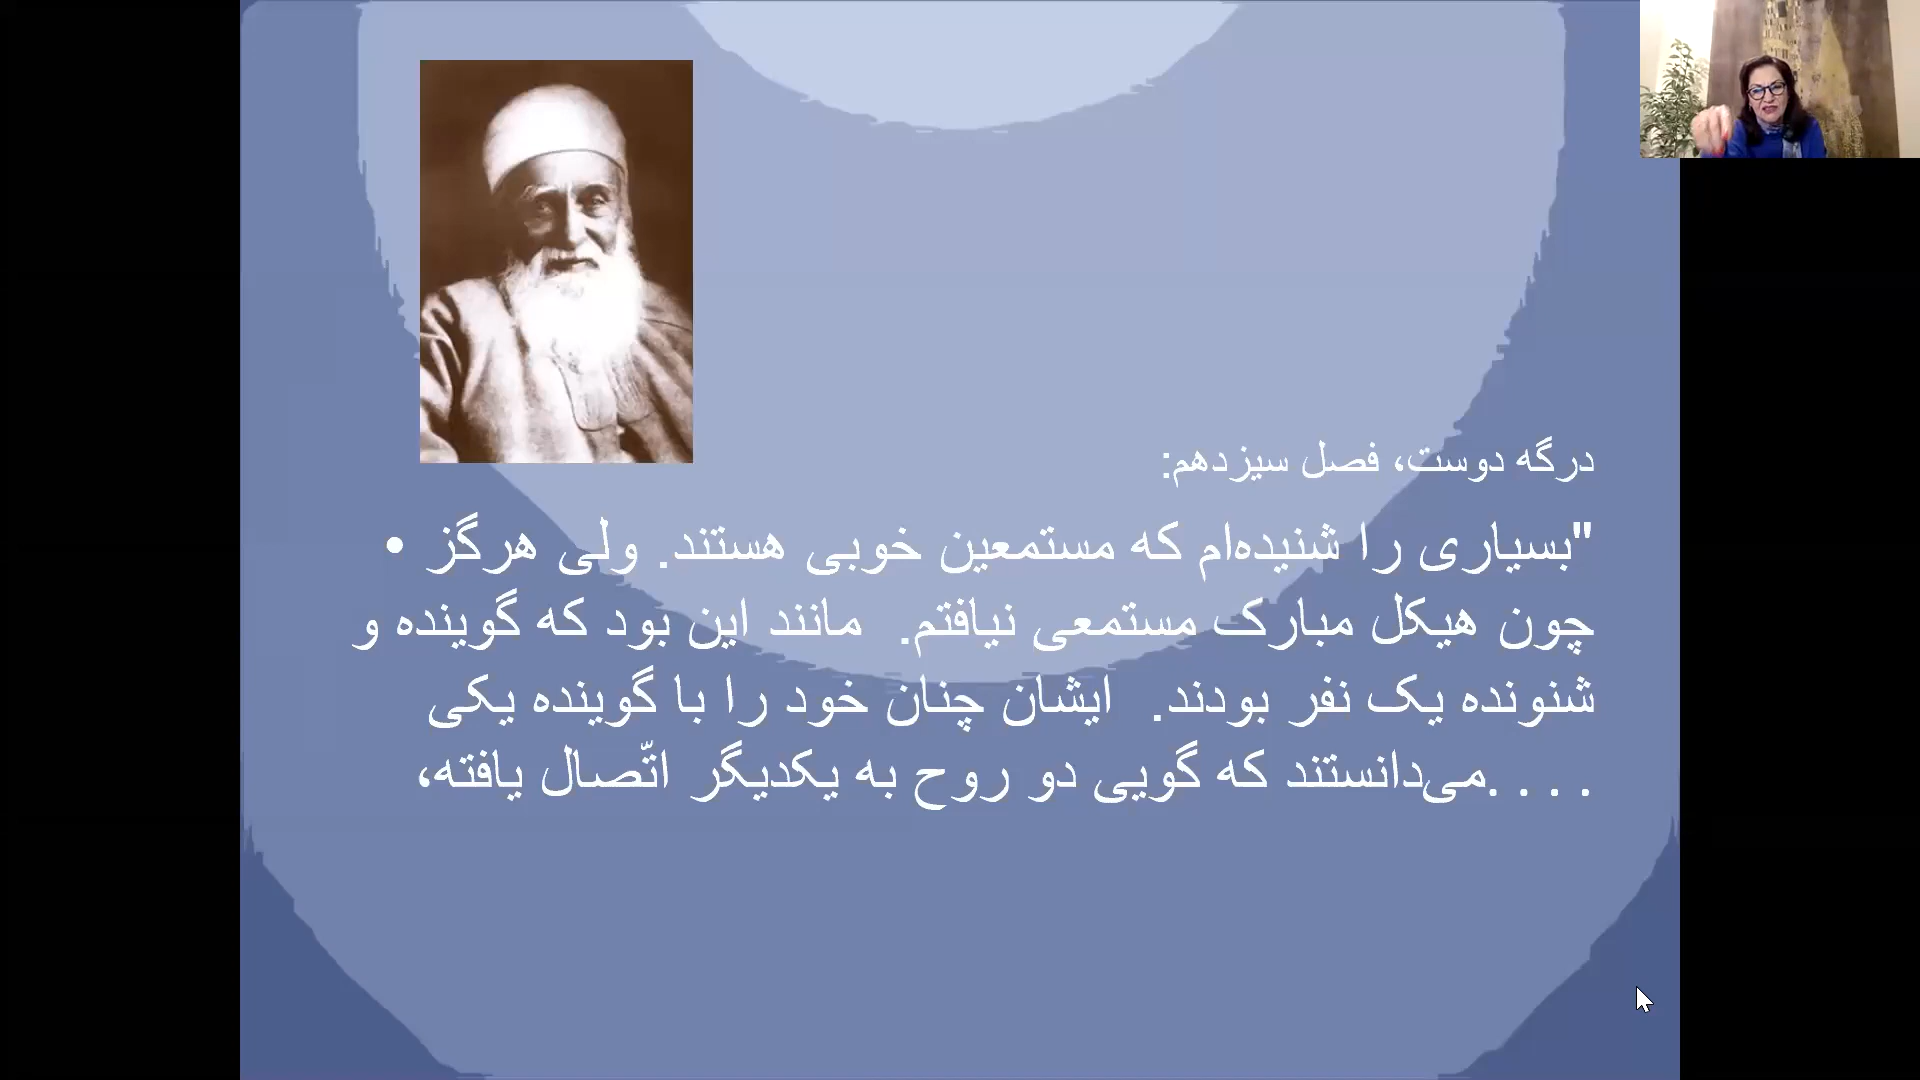 درگه دوست، فصل سیزدهم:
"بسیاری را شنیده‌ام که مستمعین خوبی هستند. ولی هرگز •
چون هیکل مبارک مستمعی نیافتم. مانند این بود که گوینده و
شنونده یک نفر بودند. ایشان چنان خود را با گوینده یکی
. . . .می‌دانستند که گویی دو روح به یکدیگر اتّصال یافته،